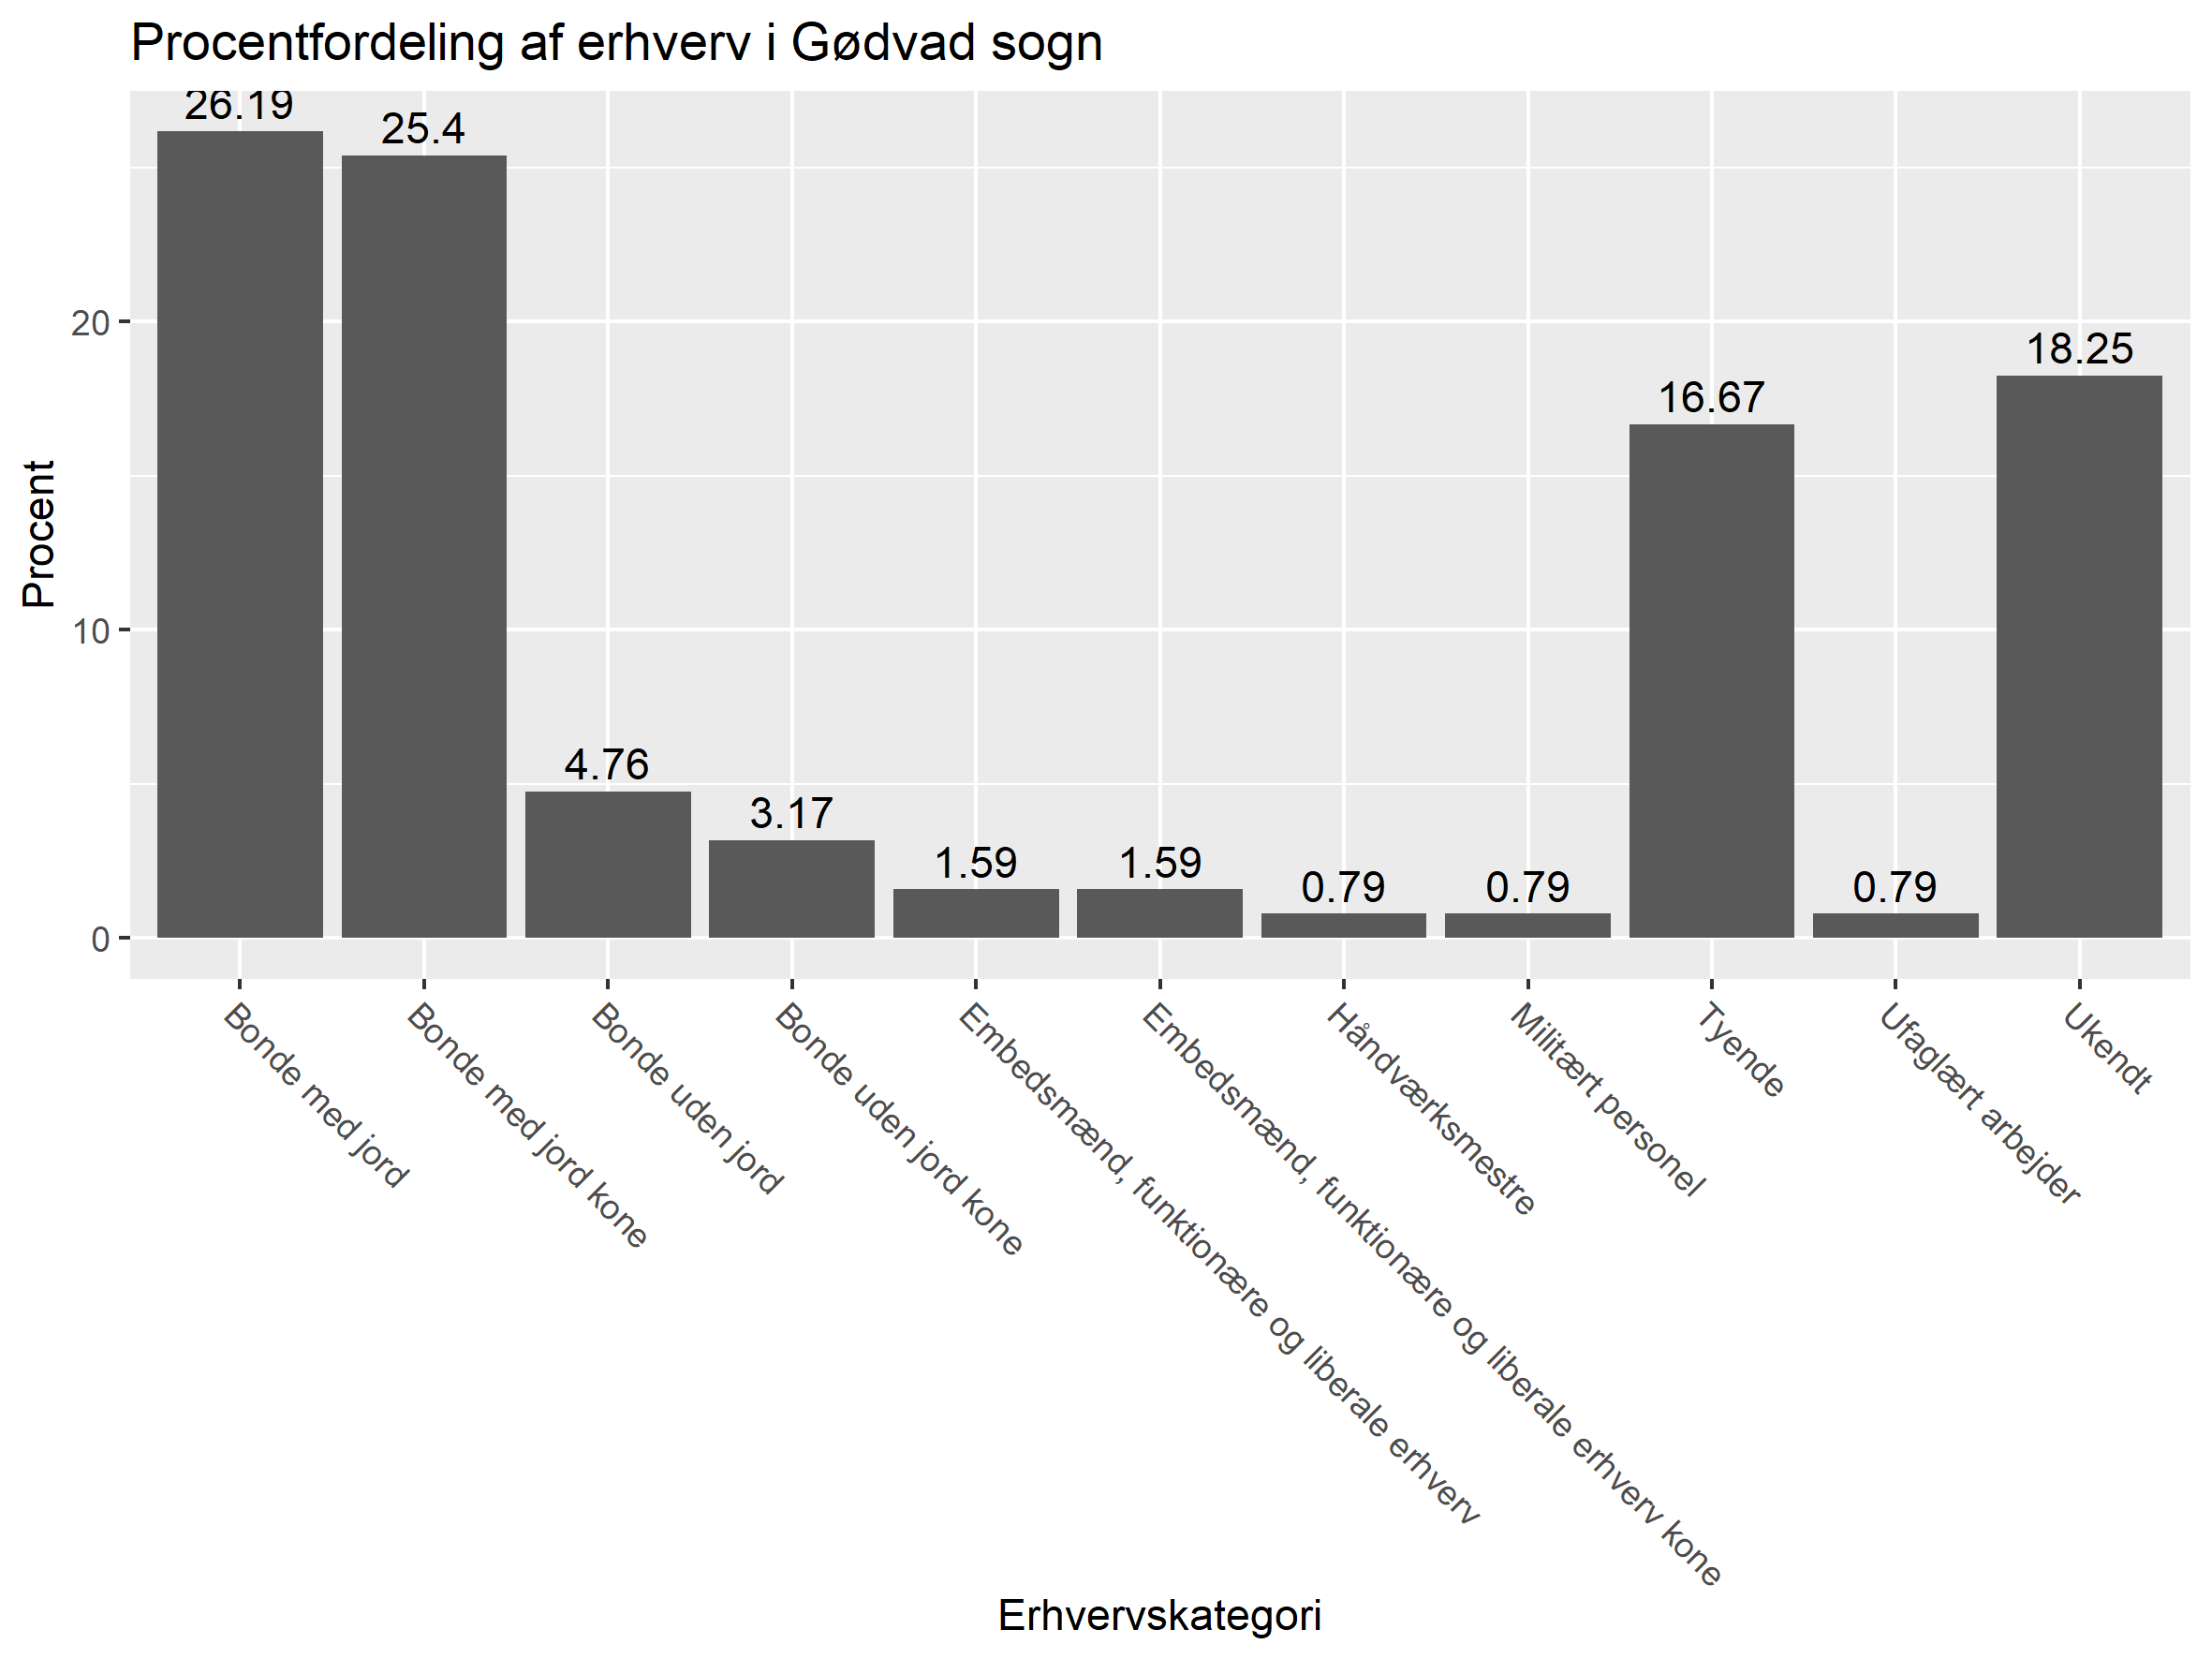 Procentfordeling af erhverv i Gødvad sogn
26.19
25.4
4.76
3.17
1.59
1.59
0.79
0.79
16.67
0.79
18.25
Procent
20
10
0
Bonde med jord
Bonde med jord kone
Bonde uden jord
Bonde uden jord kone
Embedsmænd, funktionære og liberale erhverv
Embedsmænd, funktionære og liberale erhverv kone
Håndværksmestre
Militært personel
Tyende
Ufaglært arbejder
Ukendt
Erhvervskategori